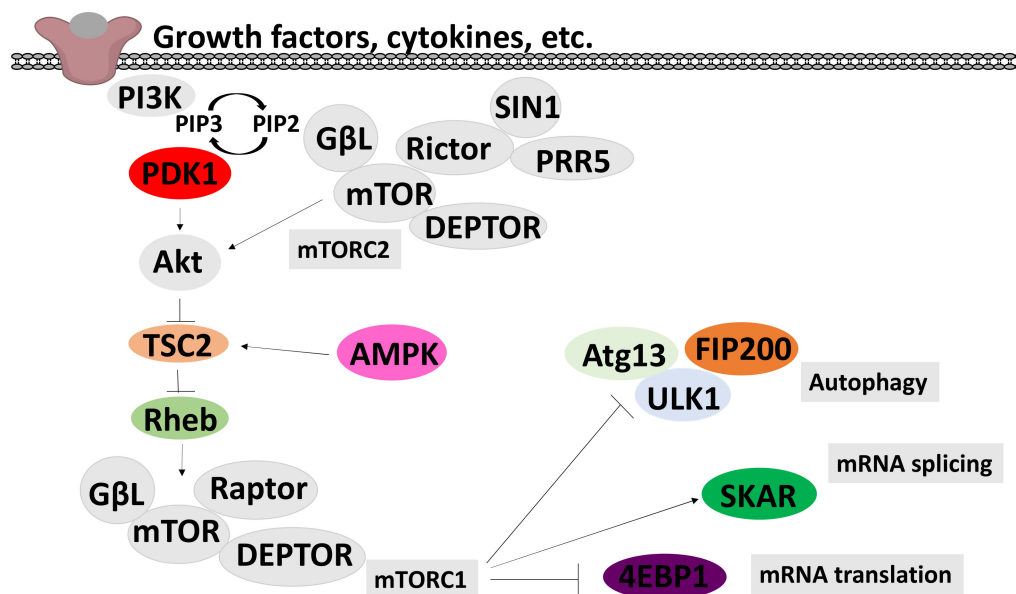 Growth factors, cytokines, etc.
PI3K
PIP3
PIP2
GβL
Rictor
SIN1
PRR5
PDK1
mTOR
DEPTOR
mTORC2
Akt
TSC2
AMPK
Atg13
FIP200
ULK1
Autophagy
Rheb
mRNA splicing
GβL
Raptor
SKAR
mTOR
DEPTOR
mTORC1
4EBP1
mRNA translation